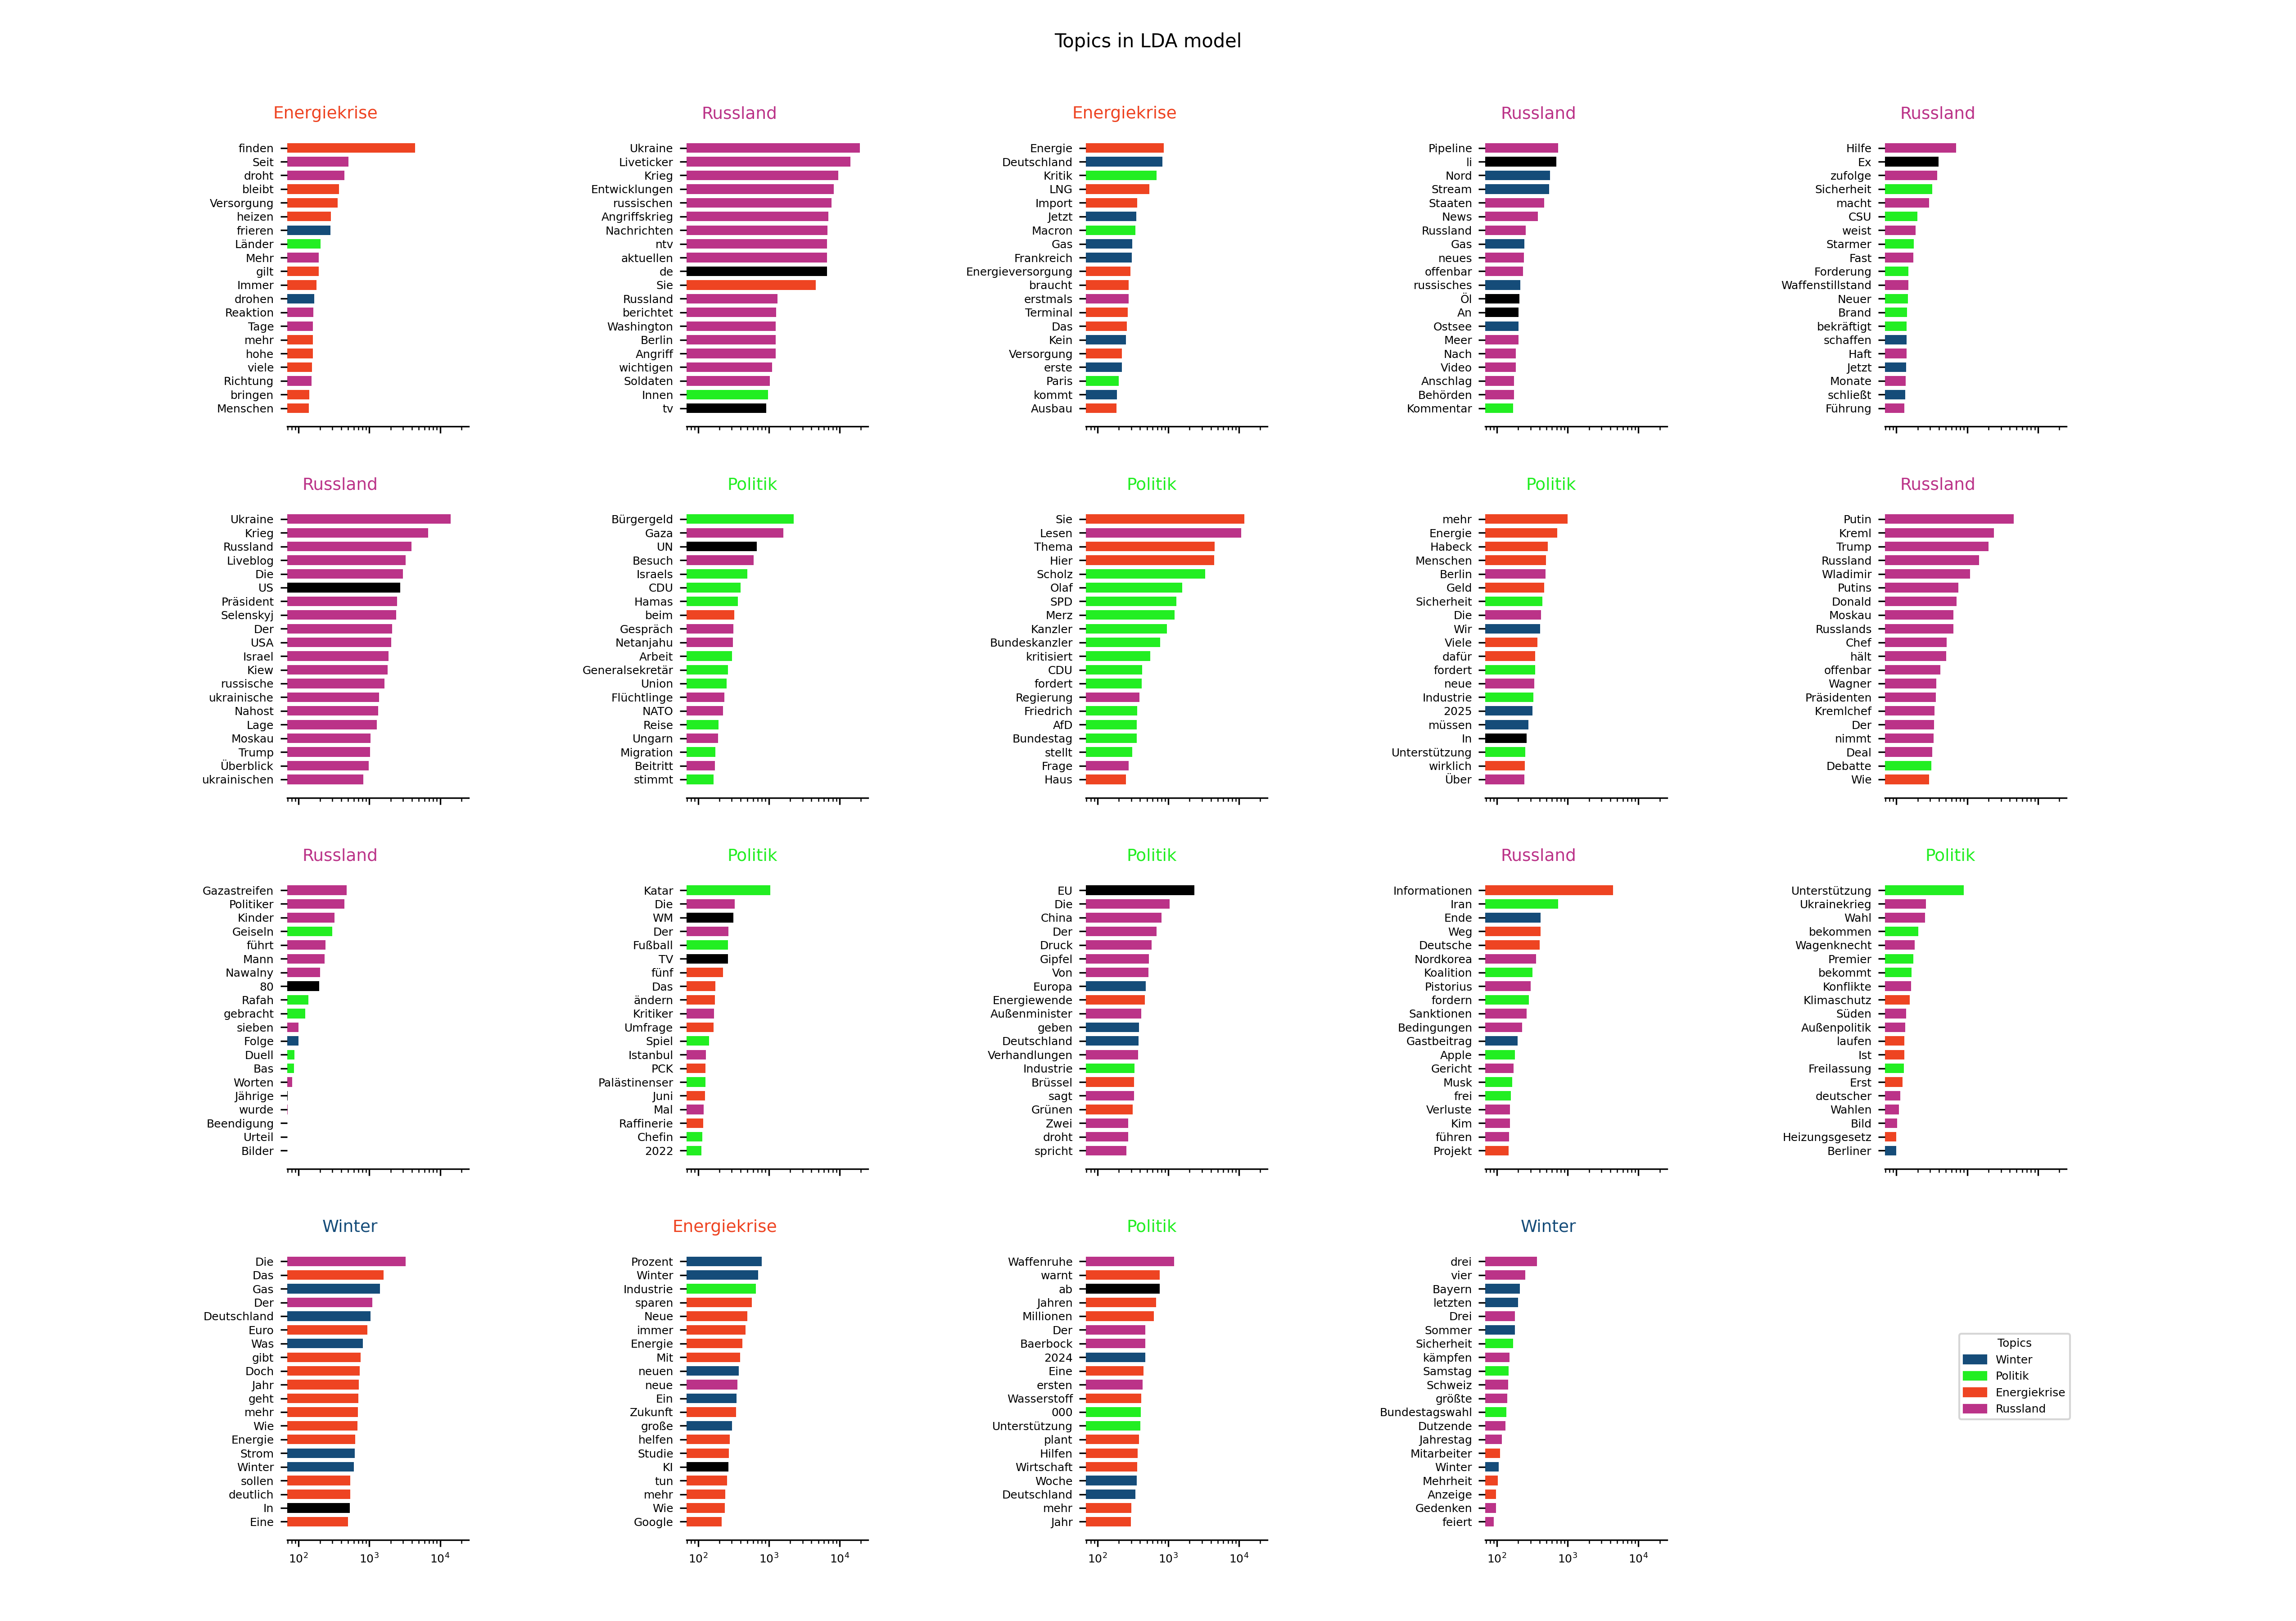 Topics in LDA model
Energiekrise
finden
Seit
droht
bleibt
Versorgung
heizen
frieren
Länder
Mehr
gilt
Immer
drohen
Reaktion
Tage
mehr
hohe
viele
Richtung
bringen
Menschen
Russland
Ukraine
Liveticker
Krieg
Entwicklungen
russischen
Angriffskrieg
Nachrichten
ntv
aktuellen
de
Sie
Russland
berichtet
Washington
Berlin
Angriff
wichtigen
Soldaten
Innen
tv
Energiekrise
Energie
Deutschland
Kritik
LNG
Import
Jetzt
Macron
Gas
Frankreich
Energieversorgung
braucht
erstmals
Terminal
Das
Kein
Versorgung
erste
Paris
kommt
Ausbau
Russland
Pipeline
li
Nord
Stream
Staaten
News
Russland
Gas
neues
offenbar
russisches
Öl
An
Ostsee
Meer
Nach
Video
Anschlag
Behörden
Kommentar
Russland
Hilfe
Ex
zufolge
Sicherheit
macht
CSU
weist
Starmer
Fast
Forderung
Waffenstillstand
Neuer
Brand
bekräftigt
schaffen
Haft
Jetzt
Monate
schließt
Führung
Russland
Ukraine
Krieg
Russland
Liveblog
Die
US
Präsident
Selenskyj
Der
USA
Israel
Kiew
russische
ukrainische
Nahost
Lage
Moskau
Trump
Überblick
ukrainischen
Politik
Bürgergeld
Gaza
UN
Besuch
Israels
CDU
Hamas
beim
Gespräch
Netanjahu
Arbeit
Generalsekretär
Union
Flüchtlinge
NATO
Reise
Ungarn
Migration
Beitritt
stimmt
Politik
Sie
Lesen
Thema
Hier
Scholz
Olaf
SPD
Merz
Kanzler
Bundeskanzler
kritisiert
CDU
fordert
Regierung
Friedrich
AfD
Bundestag
stellt
Frage
Haus
Politik
mehr
Energie
Habeck
Menschen
Berlin
Geld
Sicherheit
Die
Wir
Viele
dafür
fordert
neue
Industrie
2025
müssen
In
Unterstützung
wirklich
Über
Russland
Putin
Kreml
Trump
Russland
Wladimir
Putins
Donald
Moskau
Russlands
Chef
hält
offenbar
Wagner
Präsidenten
Kremlchef
Der
nimmt
Deal
Debatte
Wie
Russland
Gazastreifen
Politiker
Kinder
Geiseln
führt
Mann
Nawalny
80
Rafah
gebracht
sieben
Folge
Duell
Bas
Worten
Jährige
wurde
Beendigung
Urteil
Bilder
Politik
Katar
Die
WM
Der
Fußball
TV
fünf
Das
ändern
Kritiker
Umfrage
Spiel
Istanbul
PCK
Palästinenser
Juni
Mal
Raffinerie
Chefin
2022
Politik
EU
Die
China
Der
Druck
Gipfel
Von
Europa
Energiewende
Außenminister
geben
Deutschland
Verhandlungen
Industrie
Brüssel
sagt
Grünen
Zwei
droht
spricht
Russland
Informationen
Iran
Ende
Weg
Deutsche
Nordkorea
Koalition
Pistorius
fordern
Sanktionen
Bedingungen
Gastbeitrag
Apple
Gericht
Musk
frei
Verluste
Kim
führen
Projekt
Politik
Unterstützung
Ukrainekrieg
Wahl
bekommen
Wagenknecht
Premier
bekommt
Konflikte
Klimaschutz
Süden
Außenpolitik
laufen
Ist
Freilassung
Erst
deutscher
Wahlen
Bild
Heizungsgesetz
Berliner
Winter
Die
Das
Gas
Der
Deutschland
Euro
Was
gibt
Doch
Jahr
geht
mehr
Wie
Energie
Strom
Winter
sollen
deutlich
In
Eine
10² 10³ 10⁴
Energiekrise
Prozent
Winter
Industrie
sparen
Neue
immer
Energie
Mit
neuen
neue
Ein
Zukunft
große
helfen
Studie
KI
tun
mehr
Wie
Google
10² 10³ 10⁴
Politik
Waffenruhe
warnt
ab
Jahren
Millionen
Der
Baerbock
2024
Eine
ersten
Wasserstoff
000
Unterstützung
plant
Hilfen
Wirtschaft
Woche
Deutschland
mehr
Jahr
10² 10³ 10⁴
Winter
drei
vier
Bayern
letzten
Drei
Sommer
Sicherheit
kämpfen
Samstag
Schweiz
größte
Bundestagswahl
Dutzende
Jahrestag
Mitarbeiter
Winter
Mehrheit
Anzeige
Gedenken
feiert
10² 10³ 10⁴
Topics
Winter
Politik
Energiekrise
Russland